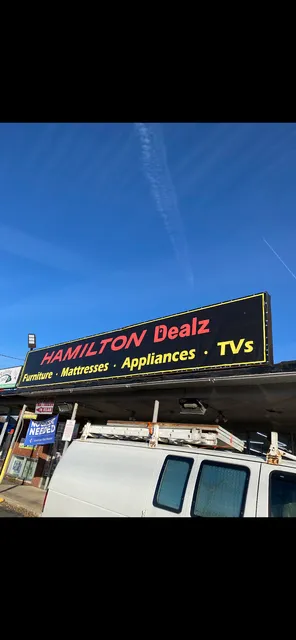 HAMILTON Dealz
Furniture · Mattresses · Appliances · TVs
NEEDED